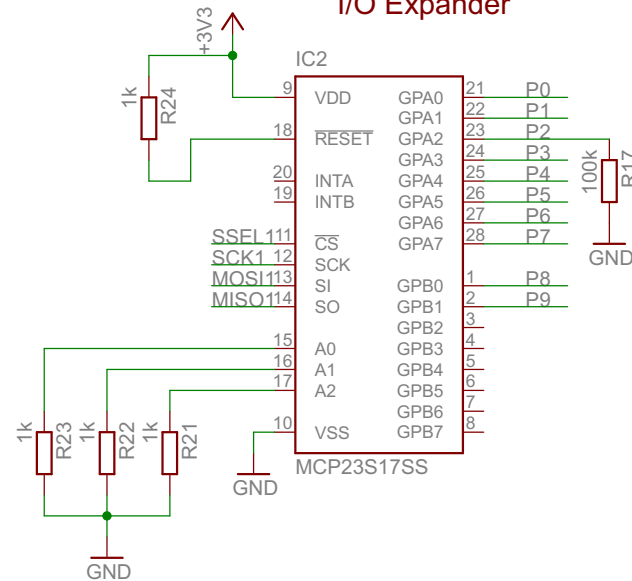 I/O Expander
+3V3
IC2
1k
R24
9 VDD GPA0 21 P0
GPA1 22 P1
18 RESET GPA2 23 P2
GPA3 24 P3
20 INTA GPA4 25 P4
19 INTB GPA5 26 P5
GPA6 27 P6
SSEL1 11 CS GPA7 28 P7
SCK1 12 SCK
MOSI1 13 SI GPB0 1 P8
MISO1 14 SO GPB1 2 P9
GPB2 3
15 A0 GPB3 4
16 A1 GPB4 5
17 A2 GPB5 6
GPB6 7
10 VSS GPB7 8
100k
R17
GND
1k
R23
1k
R22
1k
R21
GND
MCP23S17SS
GND